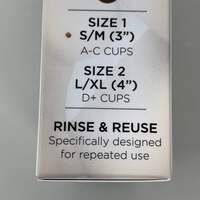 SIZE 1
S/M (3”)
A-C CUPS
SIZE 2
L/XL (4”)
D+ CUPS
RINSE & REUSE
Specifically designed
for repeated use